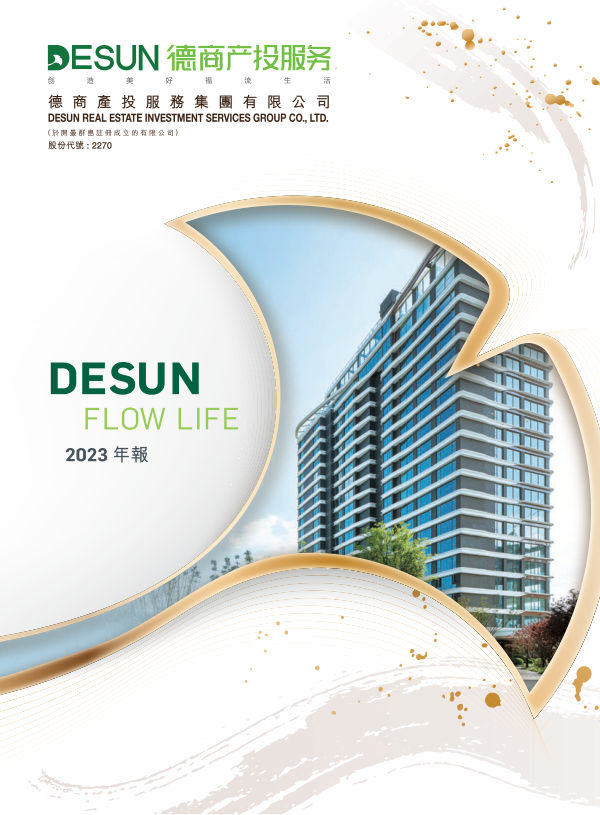 DESUN 德商产投服务
创造美好福流生活
德商產投服務集團有限公司
DESUN REAL ESTATE INVESTMENT SERVICES GROUP CO., LTD.
(於開曼群島註冊成立的有限公司)
股份代號 : 2270
DESUN
FLOW LIFE
2023 年報